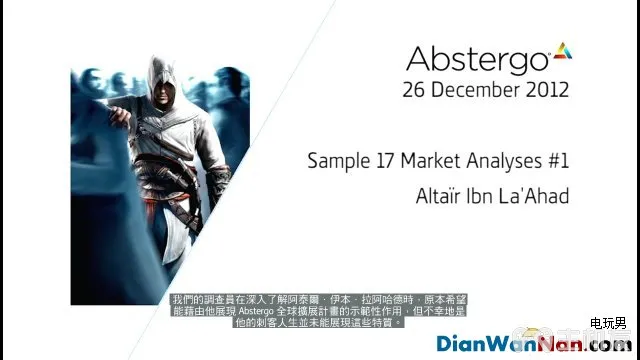 Abstergo
26 December 2012
Sample 17 Market Analyses #1
Altaïr Ibn La'Ahad
我們的調查員在深入了解阿泰爾‧伊本‧拉阿哈德時，原本希望
能藉由他展現 Abstergo 全球擴展計畫的示範性作用，但不幸地是
他的刺客人生並未能展現這些特質。
电玩男
DianWanNan.com